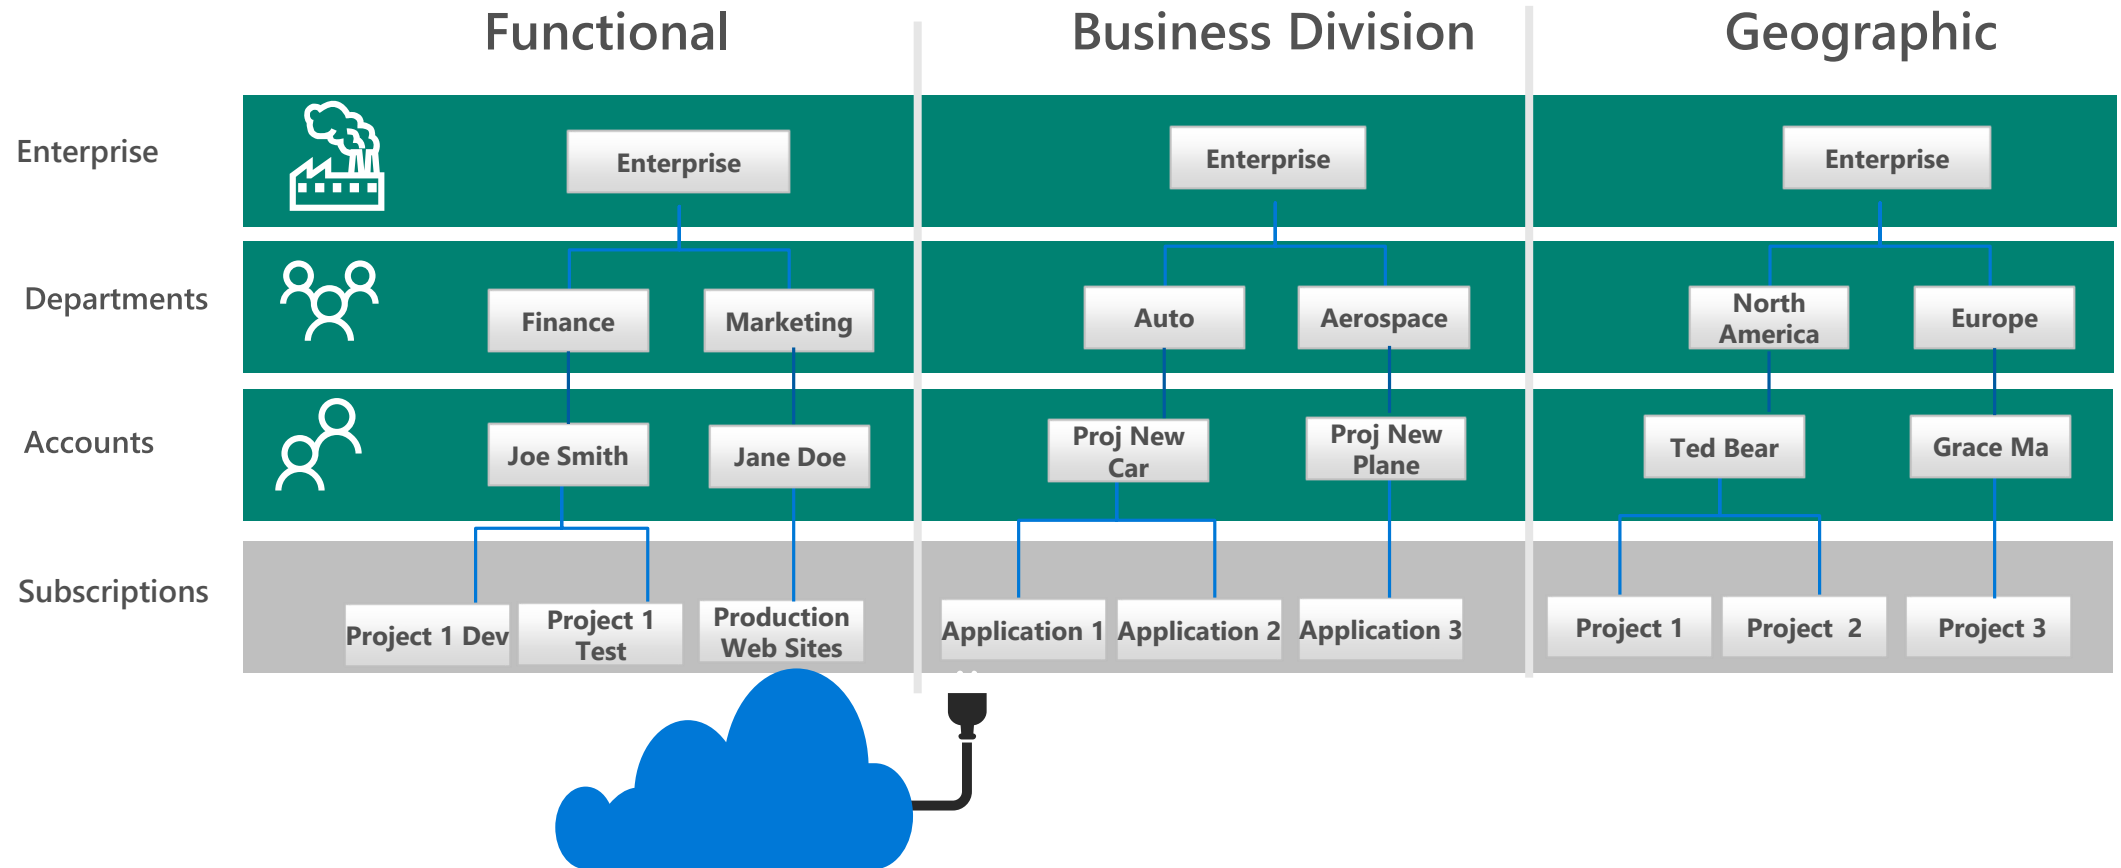 Functional
Business Division
Geographic
Enterprise
Enterprise
Enterprise
Enterprise
Departments
Finance
Marketing
Auto
Aerospace
North
America
Europe
Accounts
Joe Smith
Jane Doe
Proj New
Car
Proj New
Plane
Ted Bear
Grace Ma
Subscriptions
Project 1 Dev
Project 1
Test
Production
Web Sites
Application 1
Application 2
Application 3
Project 1
Project 2
Project 3